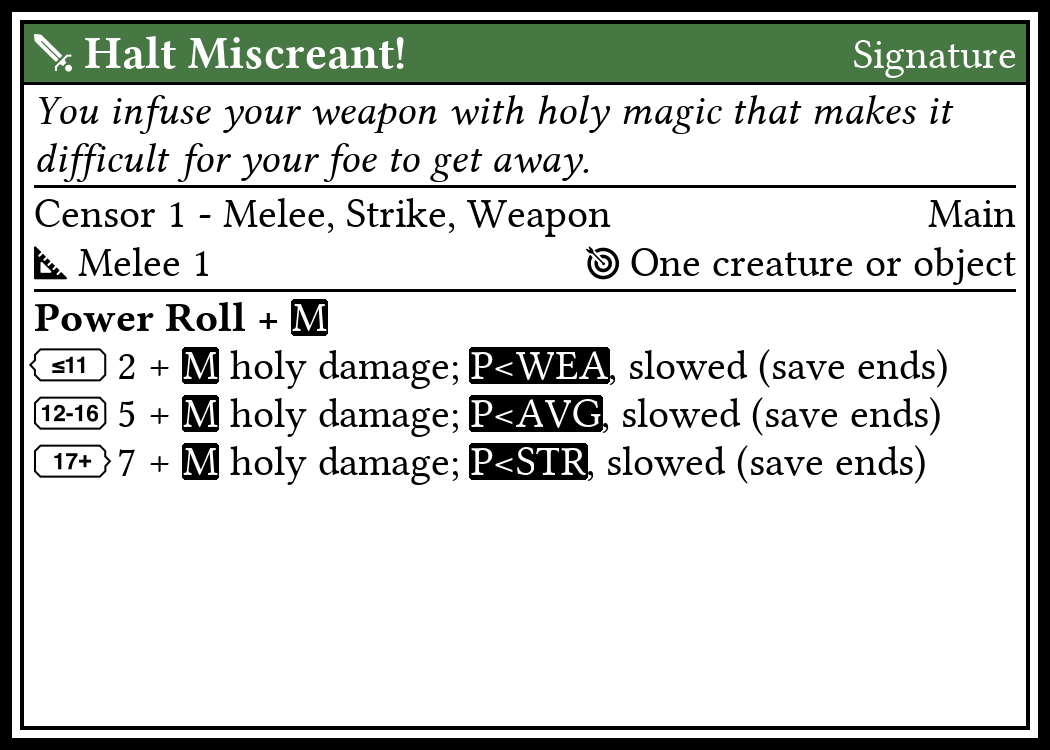 Halt Miscreant! Signature
You infuse your weapon with holy magic that makes it
difficult for your foe to get away.
Censor 1 - Melee, Strike, Weapon Main
Melee 1 One creature or object
Power Roll + M
≤11 2 + M holy damage; P<WEA, slowed (save ends)
12-16 5 + M holy damage; P<AVG, slowed (save ends)
17+ 7 + M holy damage; P<STR, slowed (save ends)